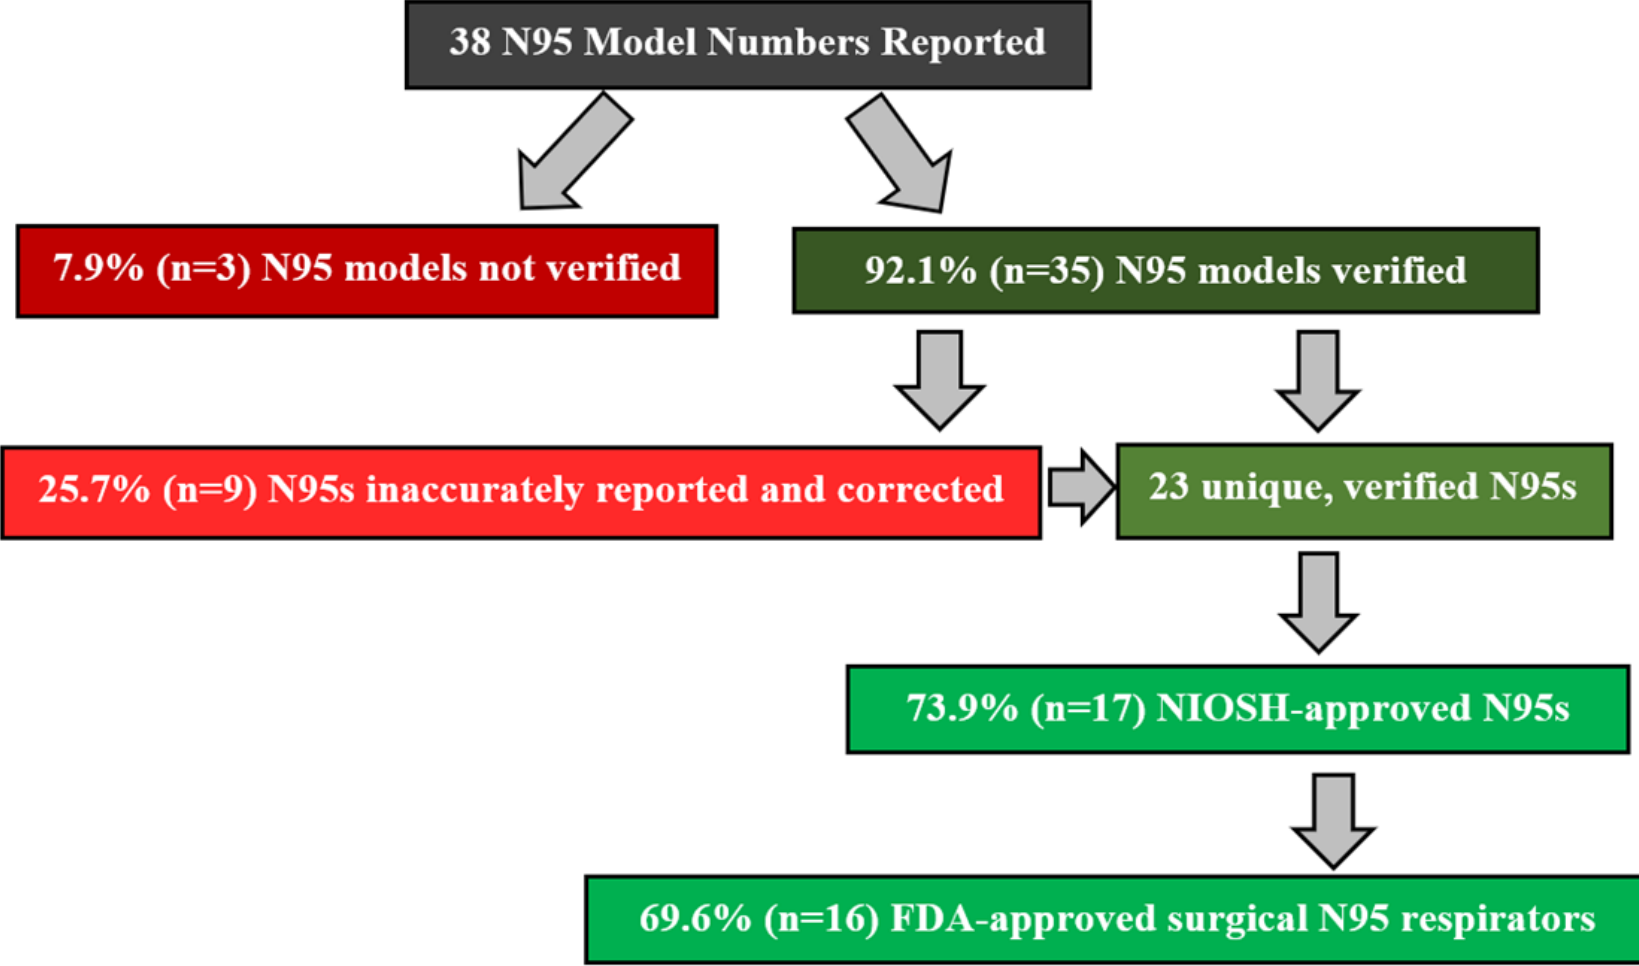 38 N95 Model Numbers Reported
7.9% (n=3) N95 models not verified
92.1% (n=35) N95 models verified
25.7% (n=9) N95s inaccurately reported and corrected
23 unique, verified N95s
73.9% (n=17) NIOSH-approved N95s
69.6% (n=16) FDA-approved surgical N95 respirators